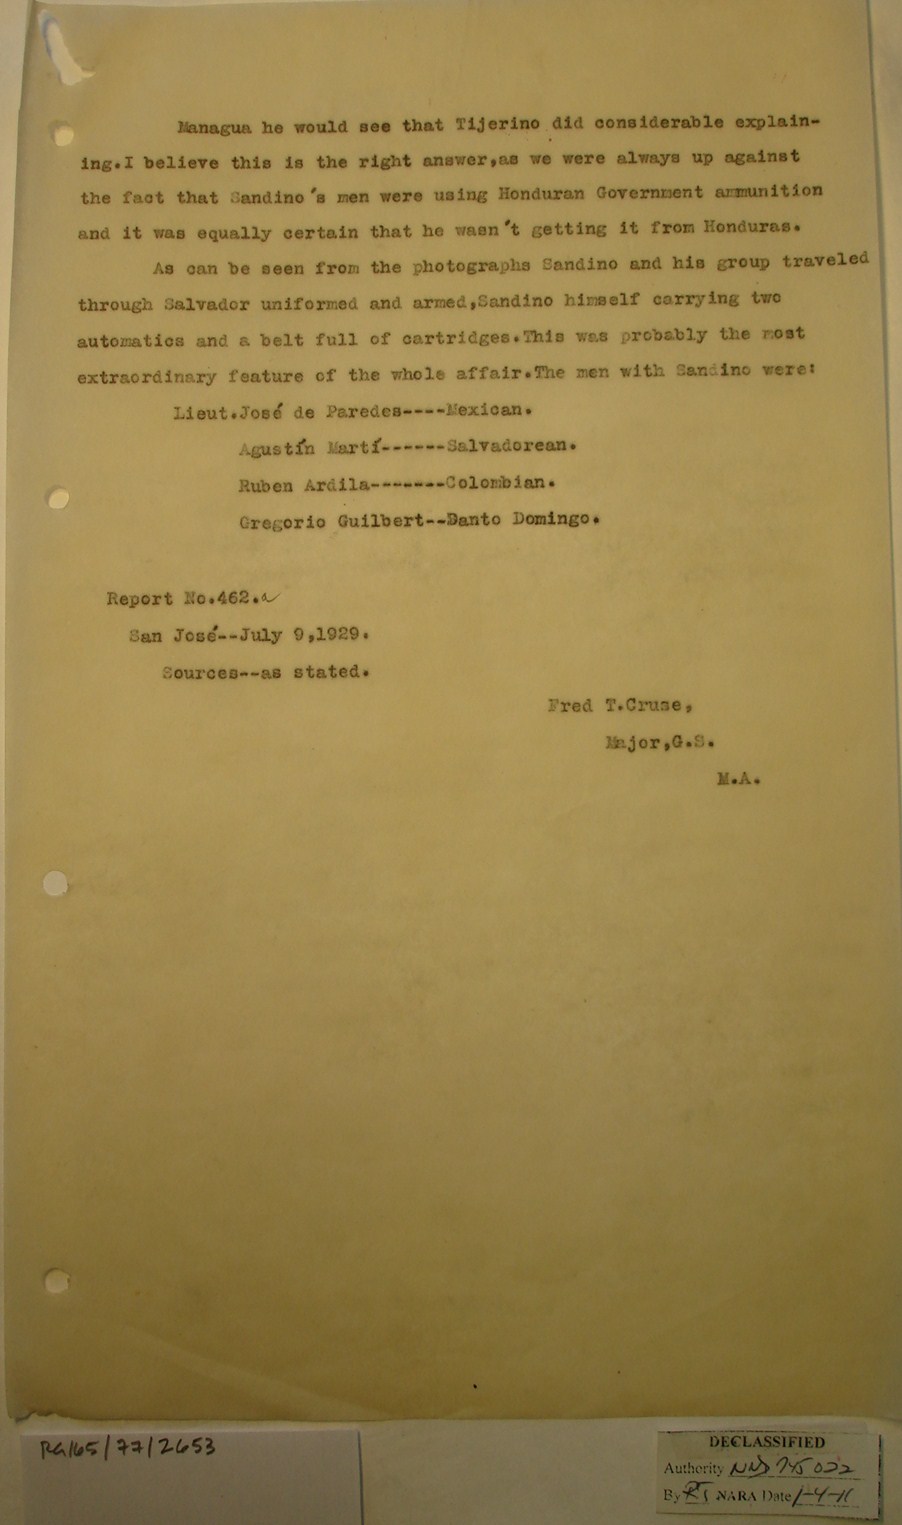 Managua he would see that Tijerino did considerable explain-
ing.I believe this is the right answer,as we were always up against
the fact that Sandino's men were using Honduran Government ammunition
and it was equally certain that he wasn't getting it from Honduras.
As can be seen from the photographs Sandino and his group traveled
through Salvador uniformed and armed,Sandino himself carrying two
automatics and a belt full of cartridges.This was probably the most
extraordinary feature of the whole affair.The men with Sandino were:
Lieut.José de Paredes----Mexican.
Agustín Martí------Salvadorean.
Ruben Ardila-------Colombian.
Gregorio Guilbert--Santo Domingo.
Report No.462.
San José--July 9,1929.
Sources--as stated.
Fred T.Cruse,
Major,G.S.
M.A.
RG165/77/2653
DECLASSIFIED
Authority NND 745022
By NARA Date 1-4-11